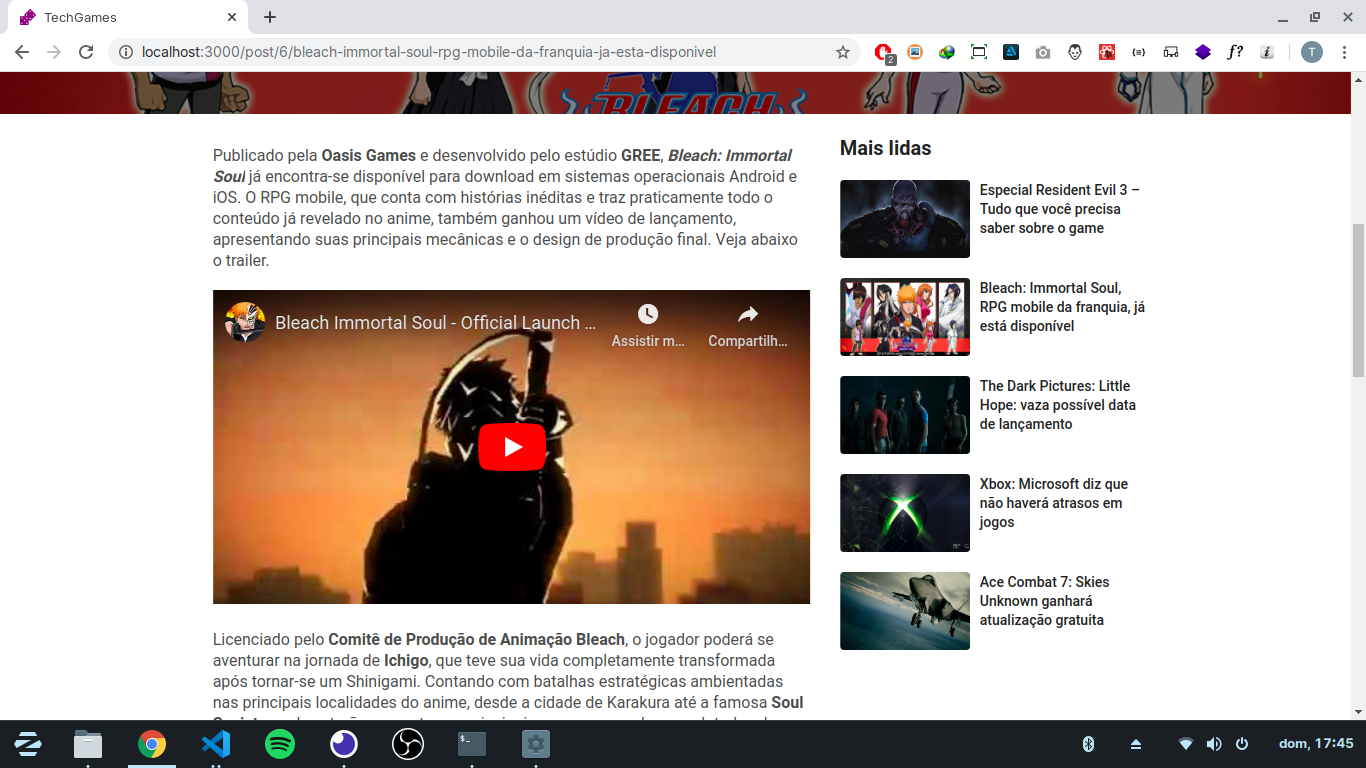 TechGames
localhost:3000/post/6/bleach-immortal-soul-rpg-mobile-da-franquia-ja-esta-disponivel
2
f?
T
BLEACH
Publicado pela Oasis Games e desenvolvido pelo estúdio GREE, Bleach: Immortal
Soul já encontra-se disponível para download em sistemas operacionais Android e
iOS. O RPG mobile, que conta com histórias inéditas e traz praticamente todo o
conteúdo já revelado no anime, também ganhou um vídeo de lançamento,
apresentando suas principais mecânicas e o design de produção final. Veja abaixo
o trailer.
Bleach Immortal Soul - Official Launch ...
Assistir m...
Compartilh...
Licenciado pelo Comitê de Produção de Animação Bleach, o jogador poderá se
aventurar na jornada de Ichigo, que teve sua vida completamente transformada
após tornar-se um Shinigami. Contando com batalhas estratégicas ambientadas
nas principais localidades do anime, desde a cidade de Karakura até a famosa Soul
Mais lidas
Especial Resident Evil 3 –
Tudo que você precisa
saber sobre o game
Bleach: Immortal Soul,
RPG mobile da franquia, já
está disponível
The Dark Pictures: Little
Hope: vaza possível data
de lançamento
Xbox: Microsoft diz que
não haverá atrasos em
jogos
Ace Combat 7: Skies
Unknown ganhará
atualização gratuita
dom, 17:45